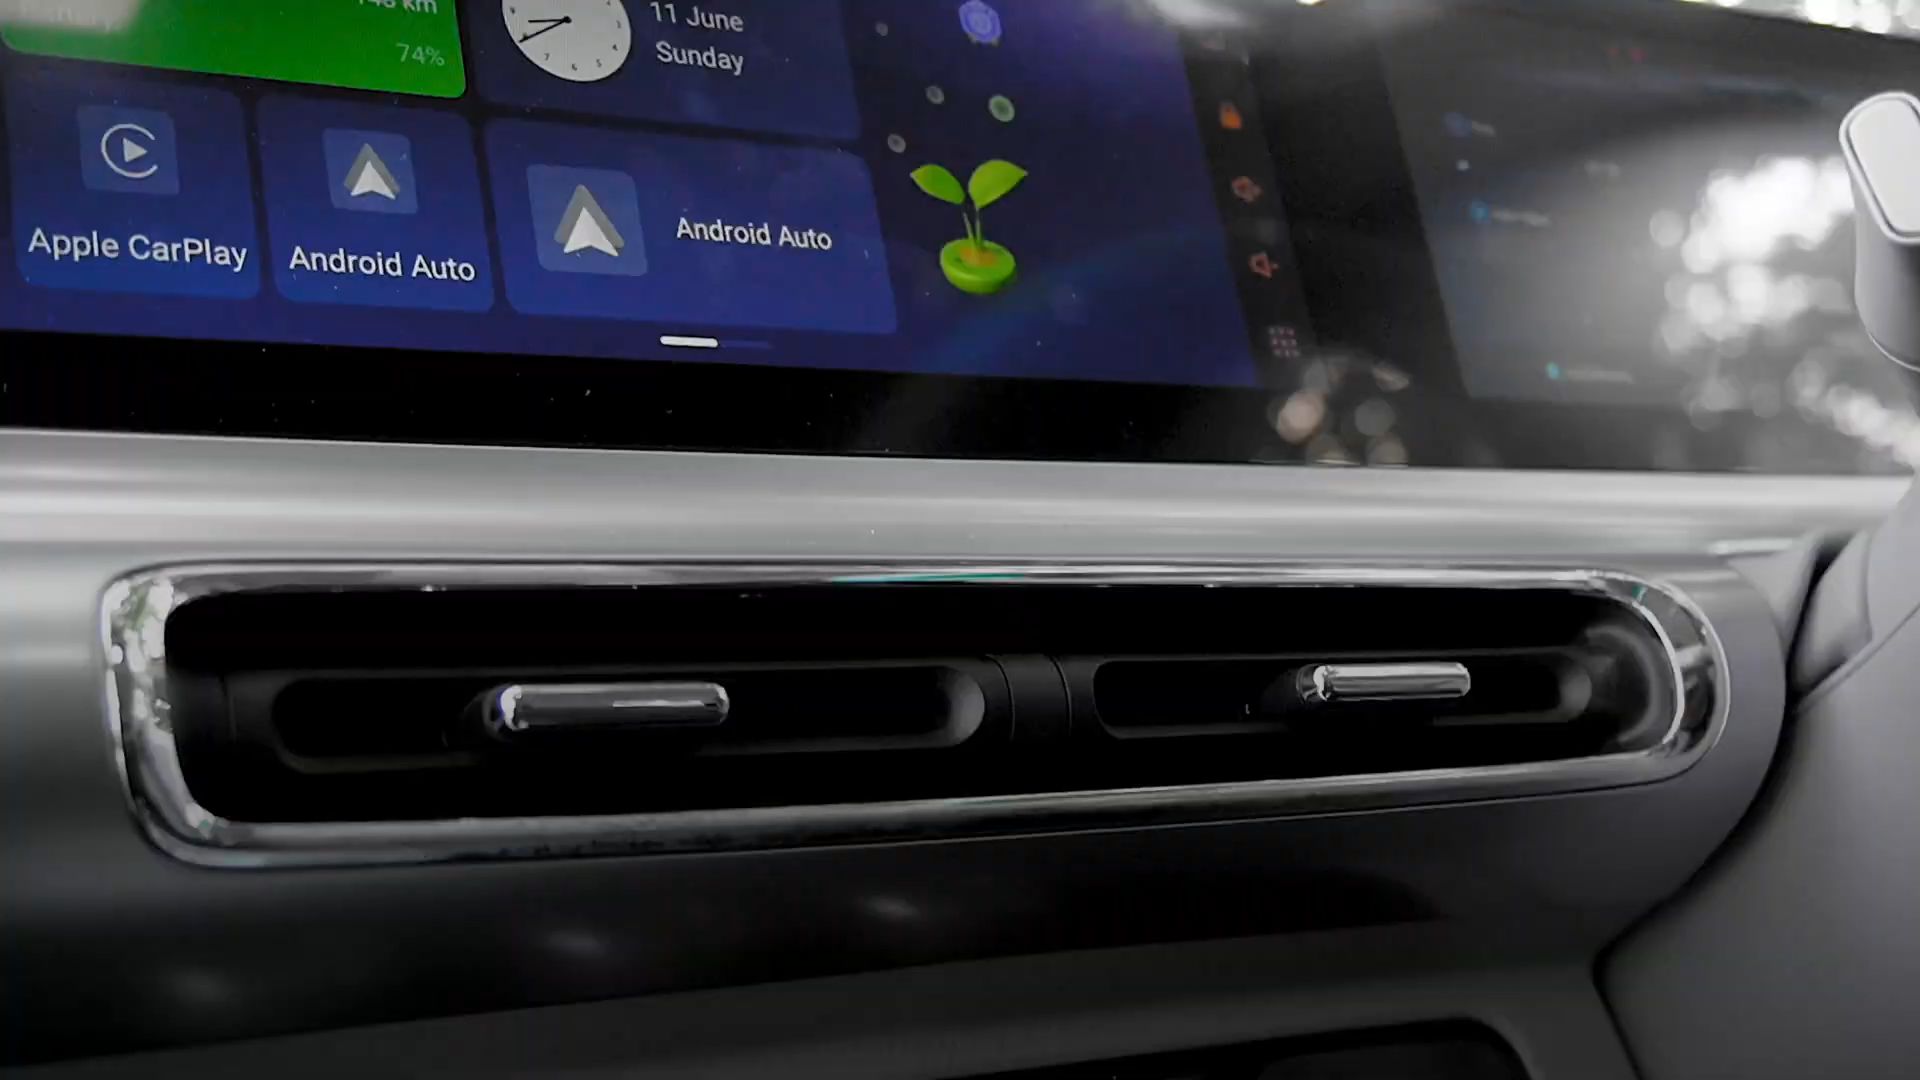 km
74%
11 June
Sunday
Apple CarPlay
Android Auto
Android Auto